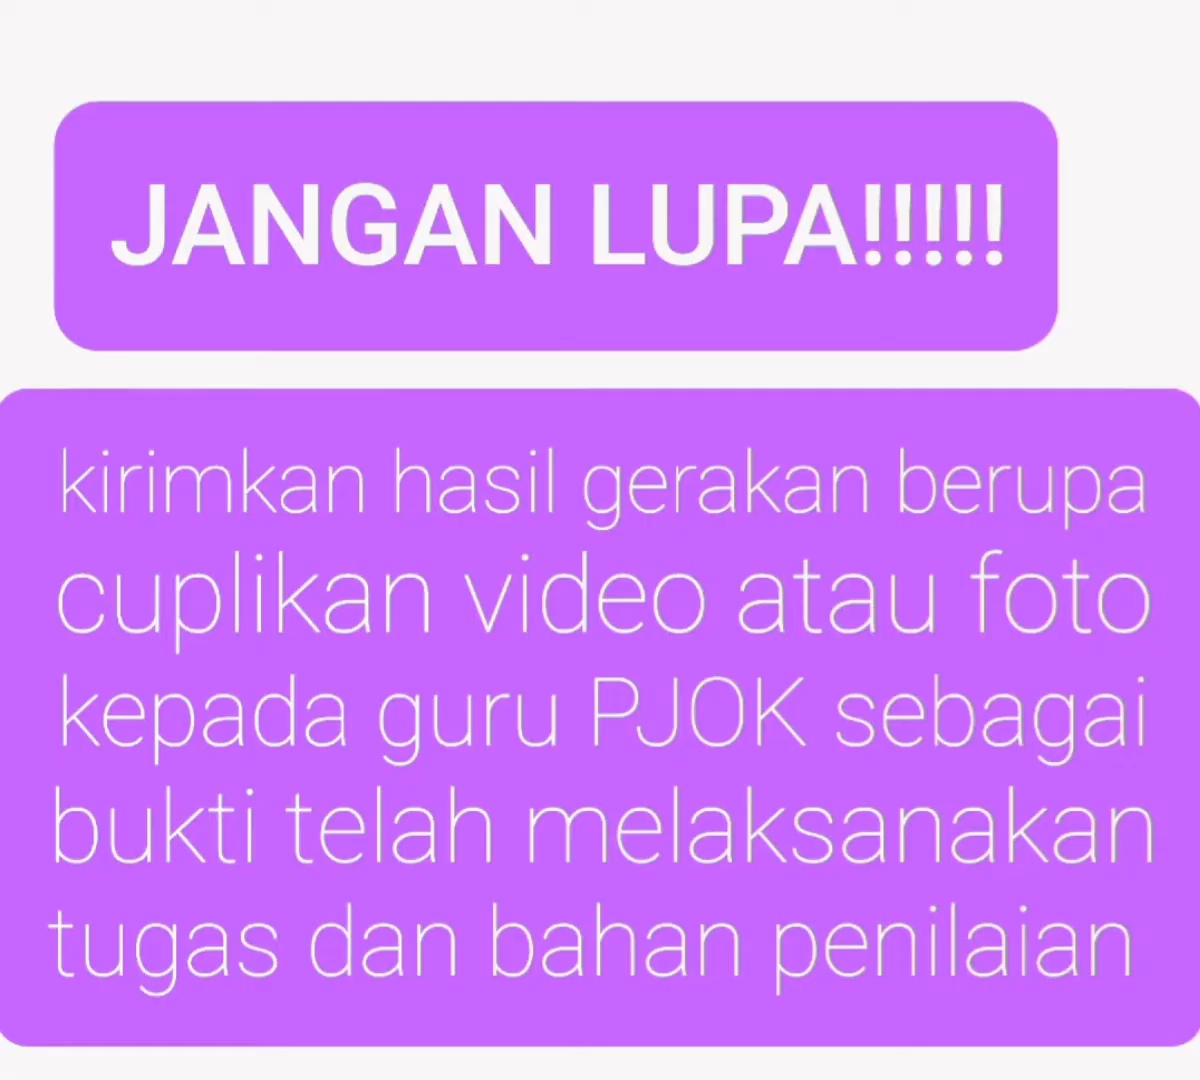 JANGAN LUPA!!!!!
kirimkan hasil gerakan berupa
cuplikan video atau foto
kepada guru PJOK sebagai
bukti telah melaksanakan
tugas dan bahan penilaian